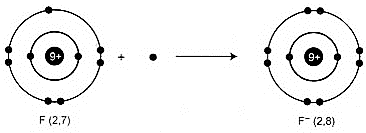 9+ + 9+
F (2,7) F⁻ (2,8)